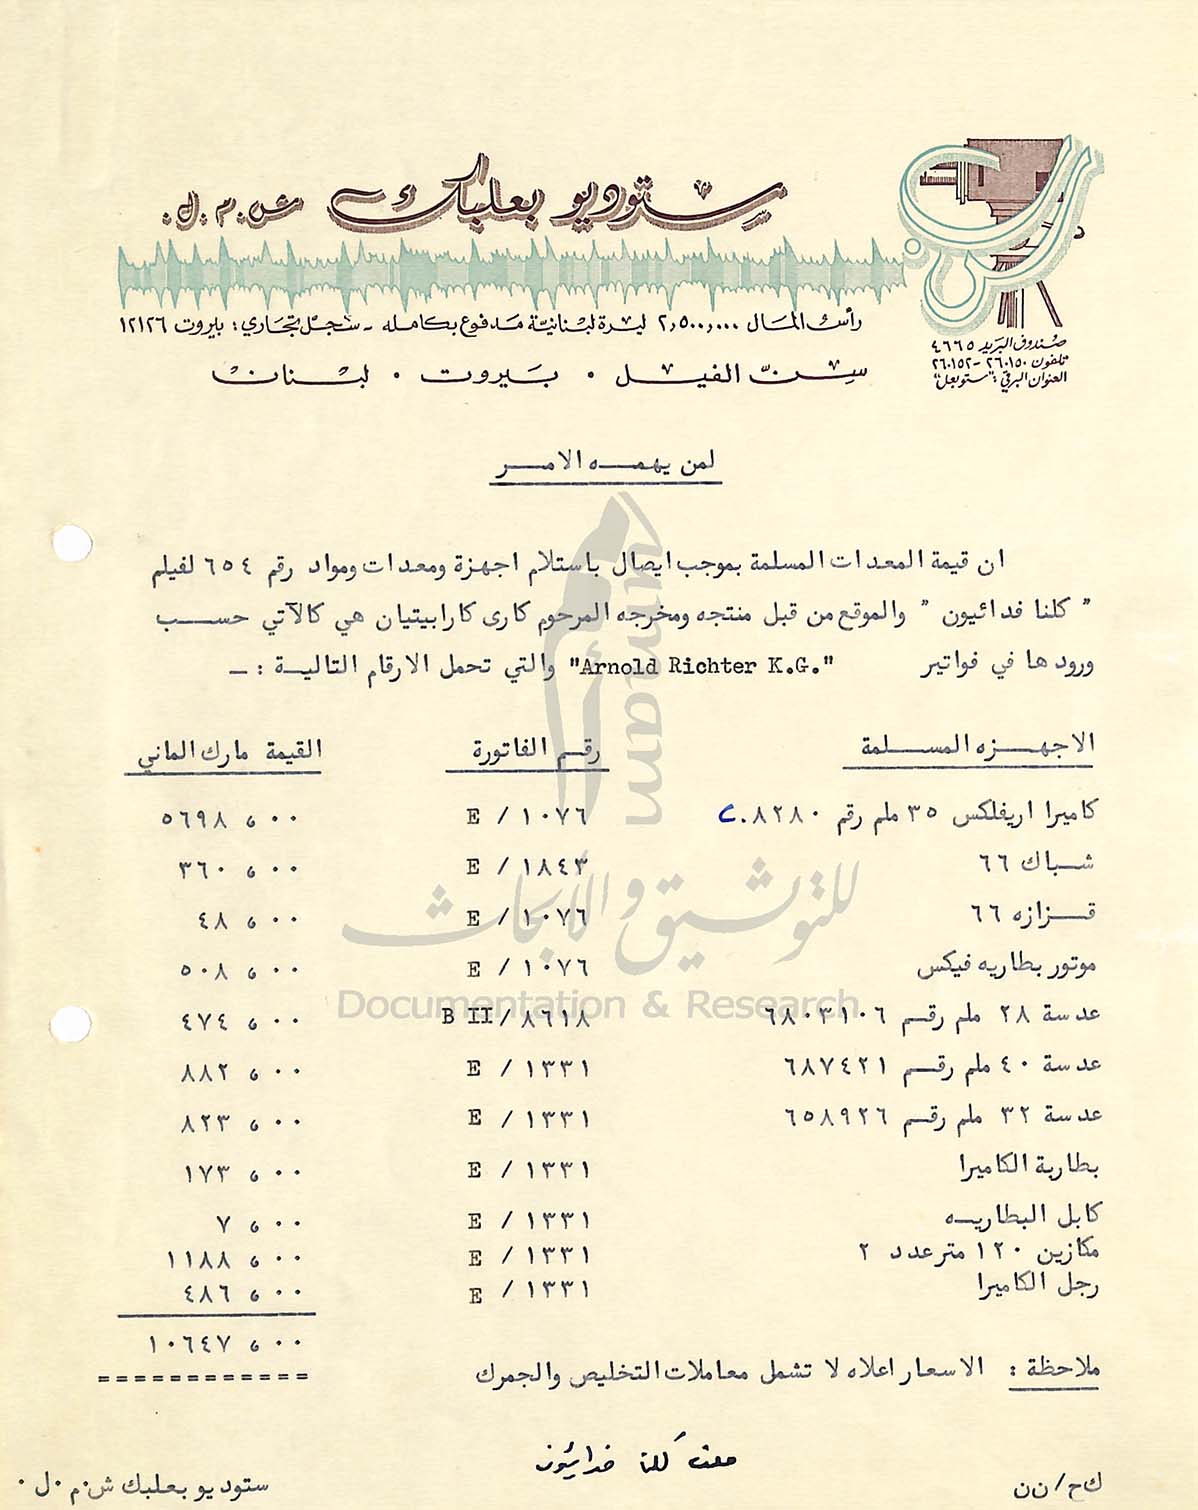 ستوديو بعلبك ش.م.ل.
رأس المال ٢,٥٠٠,٠٠٠ ليرة لبنانية مدفوع بكامله - سجل تجاري: بيروت ١٢١٢٦
سن الفيل . بيروت . لبنان
صندوق البريد ٤٦٦٥
تلفون ٢٦٠١٥٠ - ٢٦٠١٥٢
العنوان البرقي: "ستوبعل"
لمن يهمه الامر
ان قيمة المعدات المسلمة بموجب ايصال باستلام اجهزة ومعدات ومواد رقم ٦٥٤ لفيلم
" كلنا فدائيون " والموقع من قبل منتجه ومخرجه المرحوم كارى كارابيتيان هي كالآتي حسب
ورودها في فواتير "Arnold Richter K.G." والتي تحمل الارقام التالية : -
الاجهزه المسلمة رقم الفاتورة القيمة مارك الماني
كاميرا اريفلكس ٣٥ ملم رقم C.٨٢٨٠ E / ١٠٧٦ ٥٦٩٨,٠٠
شباك ٦٦ E / ١٨٤٣ ٣٦٠,٠٠
قزازه ٦٦ E / ١٠٧٦ ٤٨,٠٠
موتور بطاريه فيكس E / ١٠٧٦ ٥٠٨,٠٠
عدسة ٢٨ ملم رقم ٦٨٠٣١٠٦ B II/٨٦١٨ ٤٧٤,٠٠
عدسة ٤٠ ملم رقم ٦٨٧٤٢١ E / ١٣٣١ ٨٨٢,٠٠
عدسة ٣٢ ملم رقم ٦٥٨٩٢٦ E / ١٣٣١ ٨٢٣,٠٠
بطارية الكاميرا E / ١٣٣١ ١٧٣,٠٠
كابل البطاريه E / ١٣٣١ ٧,٠٠
مكازين ١٢٠ متر عدد ٢ E / ١٣٣١ ١١٨٨,٠٠
رجل الكاميرا E / ١٣٣١ ٤٨٦,٠٠
١٠٦٤٧,٠٠
ملاحظة : الاسعار اعلاه لا تشمل معاملات التخليص والجمرك
============
ملف كلنا فدائيون
ك ح/ن ن
ستوديو بعلبك ش.م.ل.
umam
للتوثيق والأبحاث
Documentation & Research